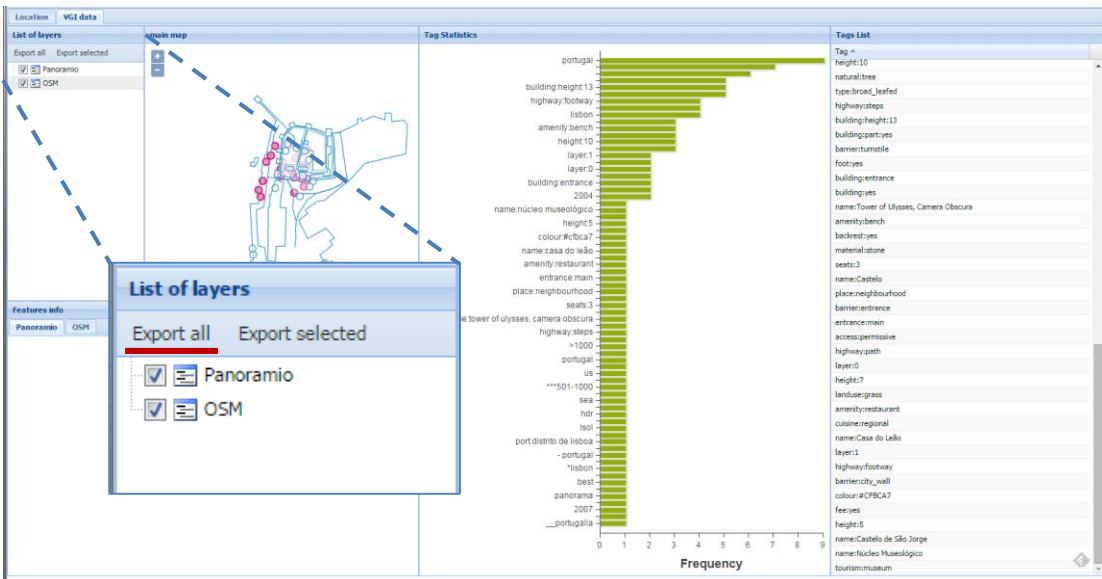 Location VGI data
List of layers
Export all Export selected
Panoramio
OSM
main map
+
-
Tag Statistics
portugal
building:height:13
highway:footway
lisbon
amenity:bench
height:10
layer:1
layer:0
building:entrance
2004
name:núcleo museológico
height:5
colour:#cfbca7
name:casa do leão
amenity:restaurant
entrance:main
place:neighbourhood
seats:3
e:tower of ulysses, camera obscura
highway:steps
>1000
portugal
us
***501-1000
sea
hdr
isol
port.distrito de lisboa
- portugal
*lisbon
best
panorama
2007
__portugalia
0 1 2 3 4 5 6 7 8 9
Frequency
Tags List
Tag
height:10
natural:tree
type:broad_leafed
highway:steps
building:height:13
building:part:yes
barrier:turnstile
foot:yes
building:entrance
building:yes
name:Tower of Ulysses, Camera Obscura
amenity:bench
backrest:yes
material:stone
seats:3
name:Castelo
place:neighbourhood
barrier:entrance
entrance:main
access:permissive
highway:path
layer:0
height:7
landuse:grass
amenity:restaurant
cuisine:regional
name:Casa do Leão
layer:1
highway:footway
barrier:city_wall
colour:#CFBCA7
fee:yes
height:5
name:Castelo de São Jorge
name:Núcleo Museológico
tourism:museum
Features info
Panoramio OSM
List of layers
Export all Export selected
Panoramio
OSM